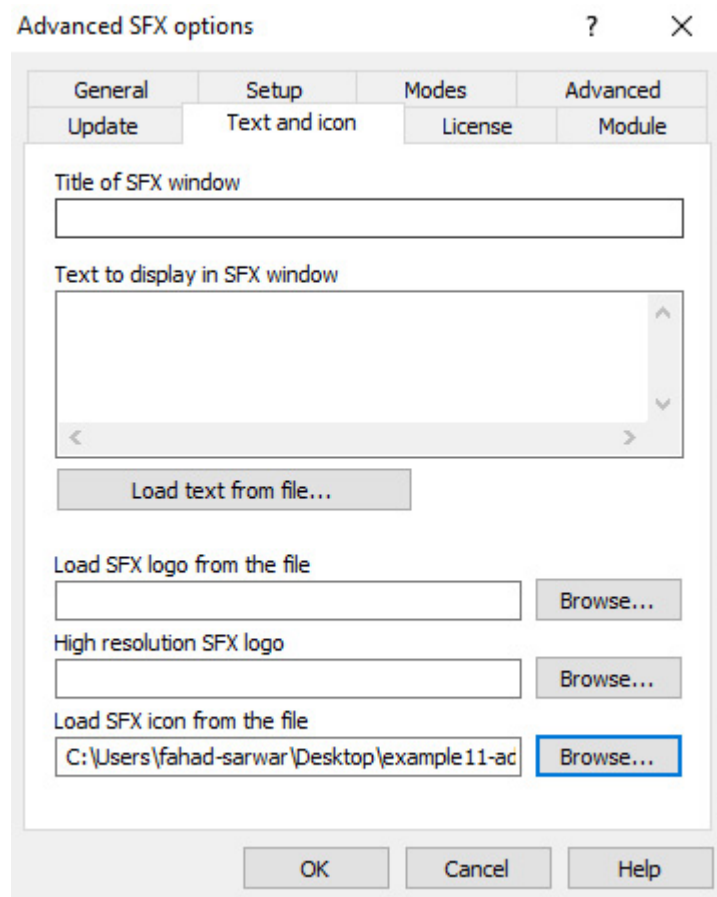 Advanced SFX options ? ✕
General Setup Modes Advanced
Update Text and icon License Module
Title of SFX window
Text to display in SFX window
Load text from file...
Load SFX logo from the file
Browse...
High resolution SFX logo
Browse...
Load SFX icon from the file
C:\Users\fahad-sarwar\Desktop\example11-ad Browse...
OK Cancel Help